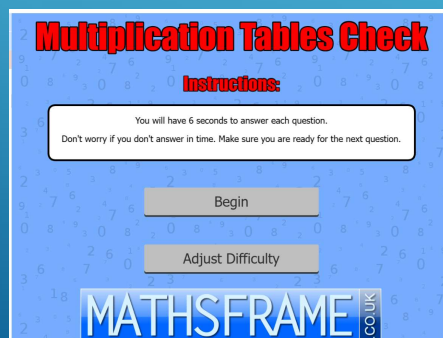 Multiplication Tables Check
Instructions:
You will have 6 seconds to answer each question.
Don't worry if you don't answer in time. Make sure you are ready for the next question.
Begin
Adjust Difficulty
MATHSFRAME
.CO.UK